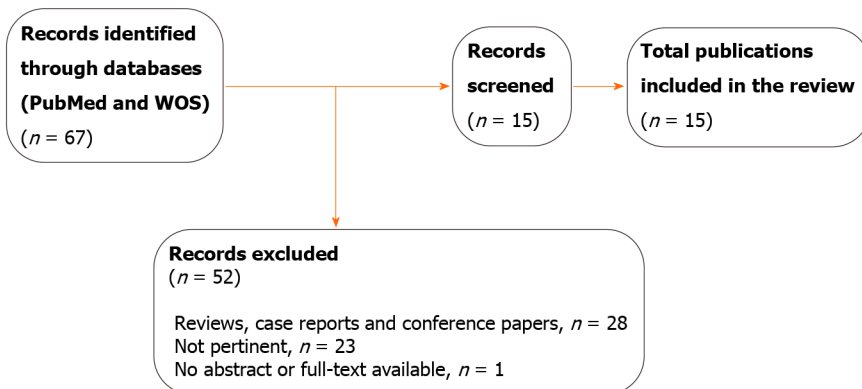 Records identified
through databases
(PubMed and WOS)
(n = 67)
Records
screened
(n = 15)
Total publications
included in the review
(n = 15)
Records excluded
(n = 52)
Reviews, case reports and conference papers, n = 28
Not pertinent, n = 23
No abstract or full-text available, n = 1